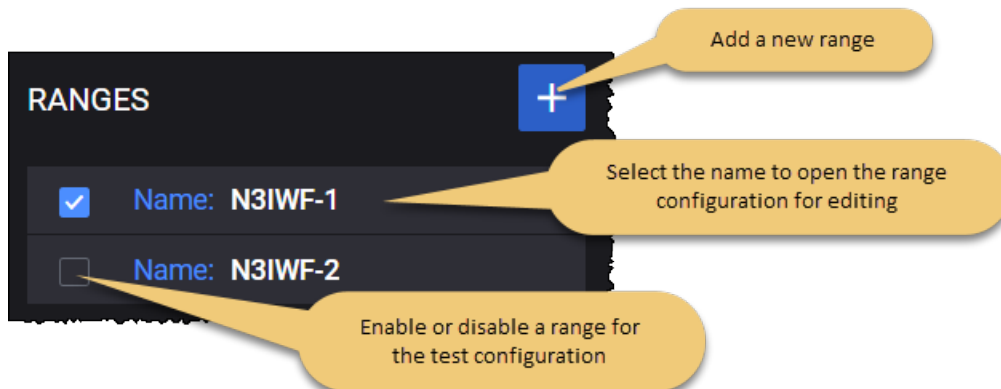 Add a new range
RANGES
+
Select the name to open the range
configuration for editing
Name: N3IWF-1
Name: N3IWF-2
Enable or disable a range for
the test configuration